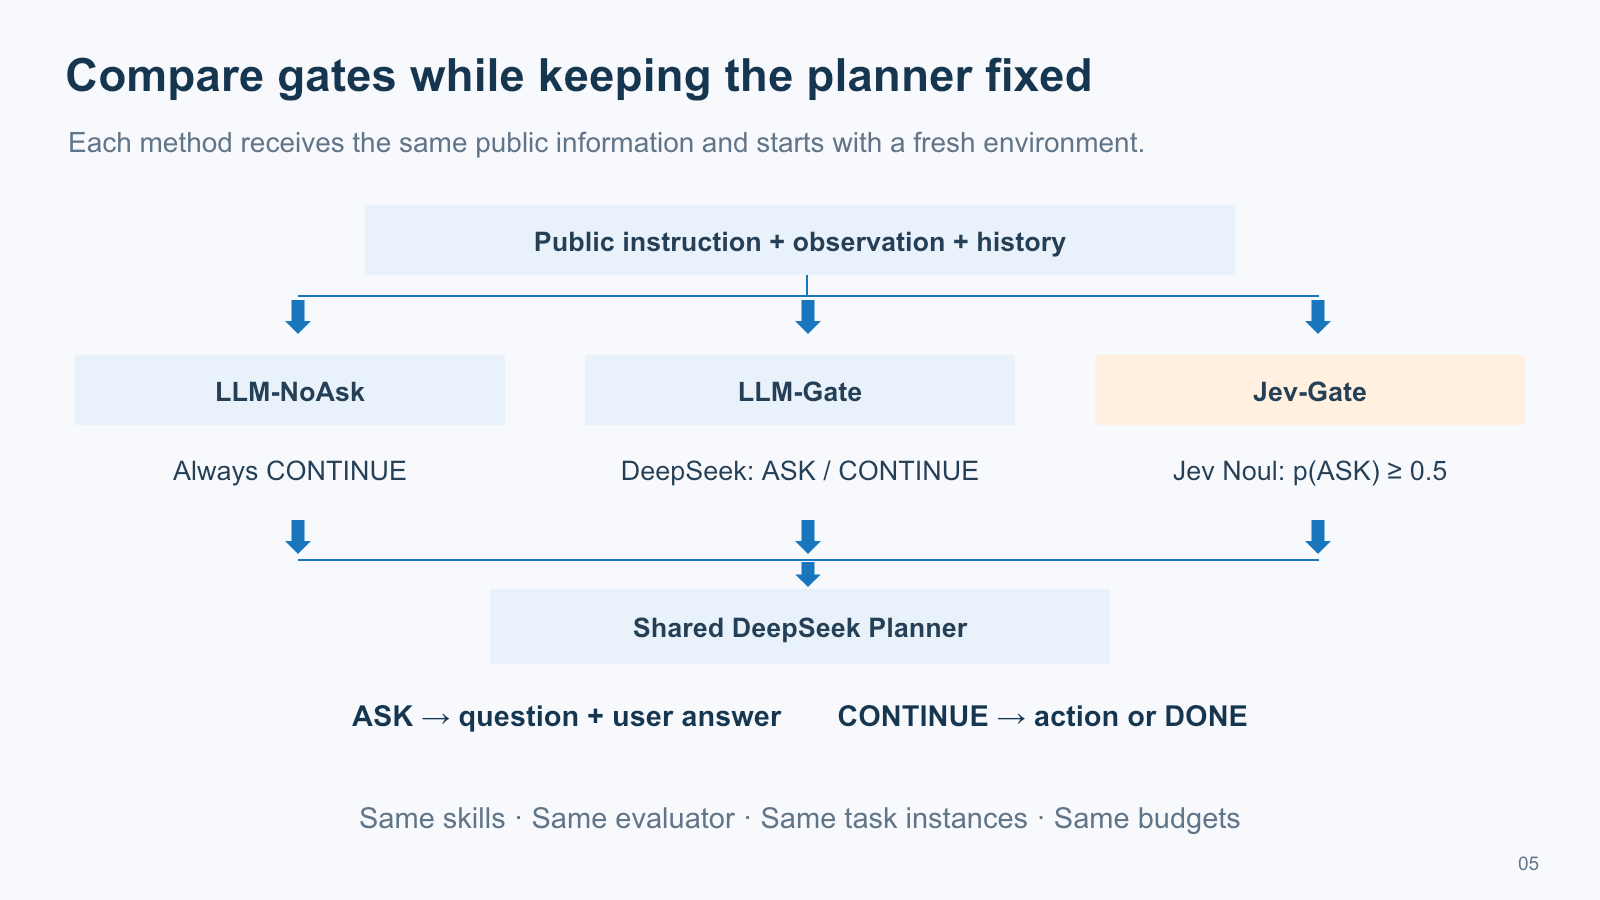 Compare gates while keeping the planner fixed
Each method receives the same public information and starts with a fresh environment.
Public instruction + observation + history
LLM-NoAsk
LLM-Gate
Jev-Gate
Always CONTINUE
DeepSeek: ASK / CONTINUE
Jev Noul: p(ASK) ≥ 0.5
Shared DeepSeek Planner
ASK → question + user answer
CONTINUE → action or DONE
Same skills · Same evaluator · Same task instances · Same budgets
05